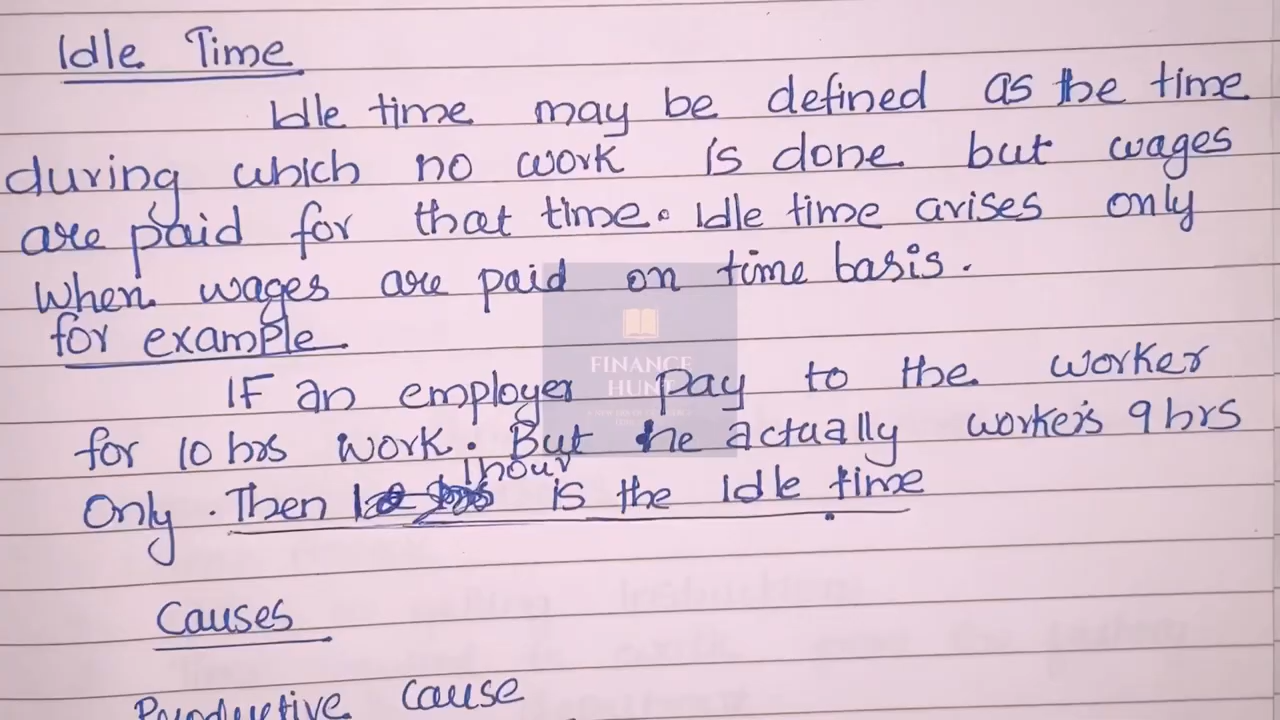 Idle Time
Idle time may be defined as the time
during which no work is done but wages
are paid for that time. Idle time arises only
When wages are paid on time basis.
for example
FINANCE
HUNT
IF an employer pay to the worker
for 10 hrs work. But he actually worker's 9 hrs
1 hour
Only. Then is the Idle time
Causes
Productive cause